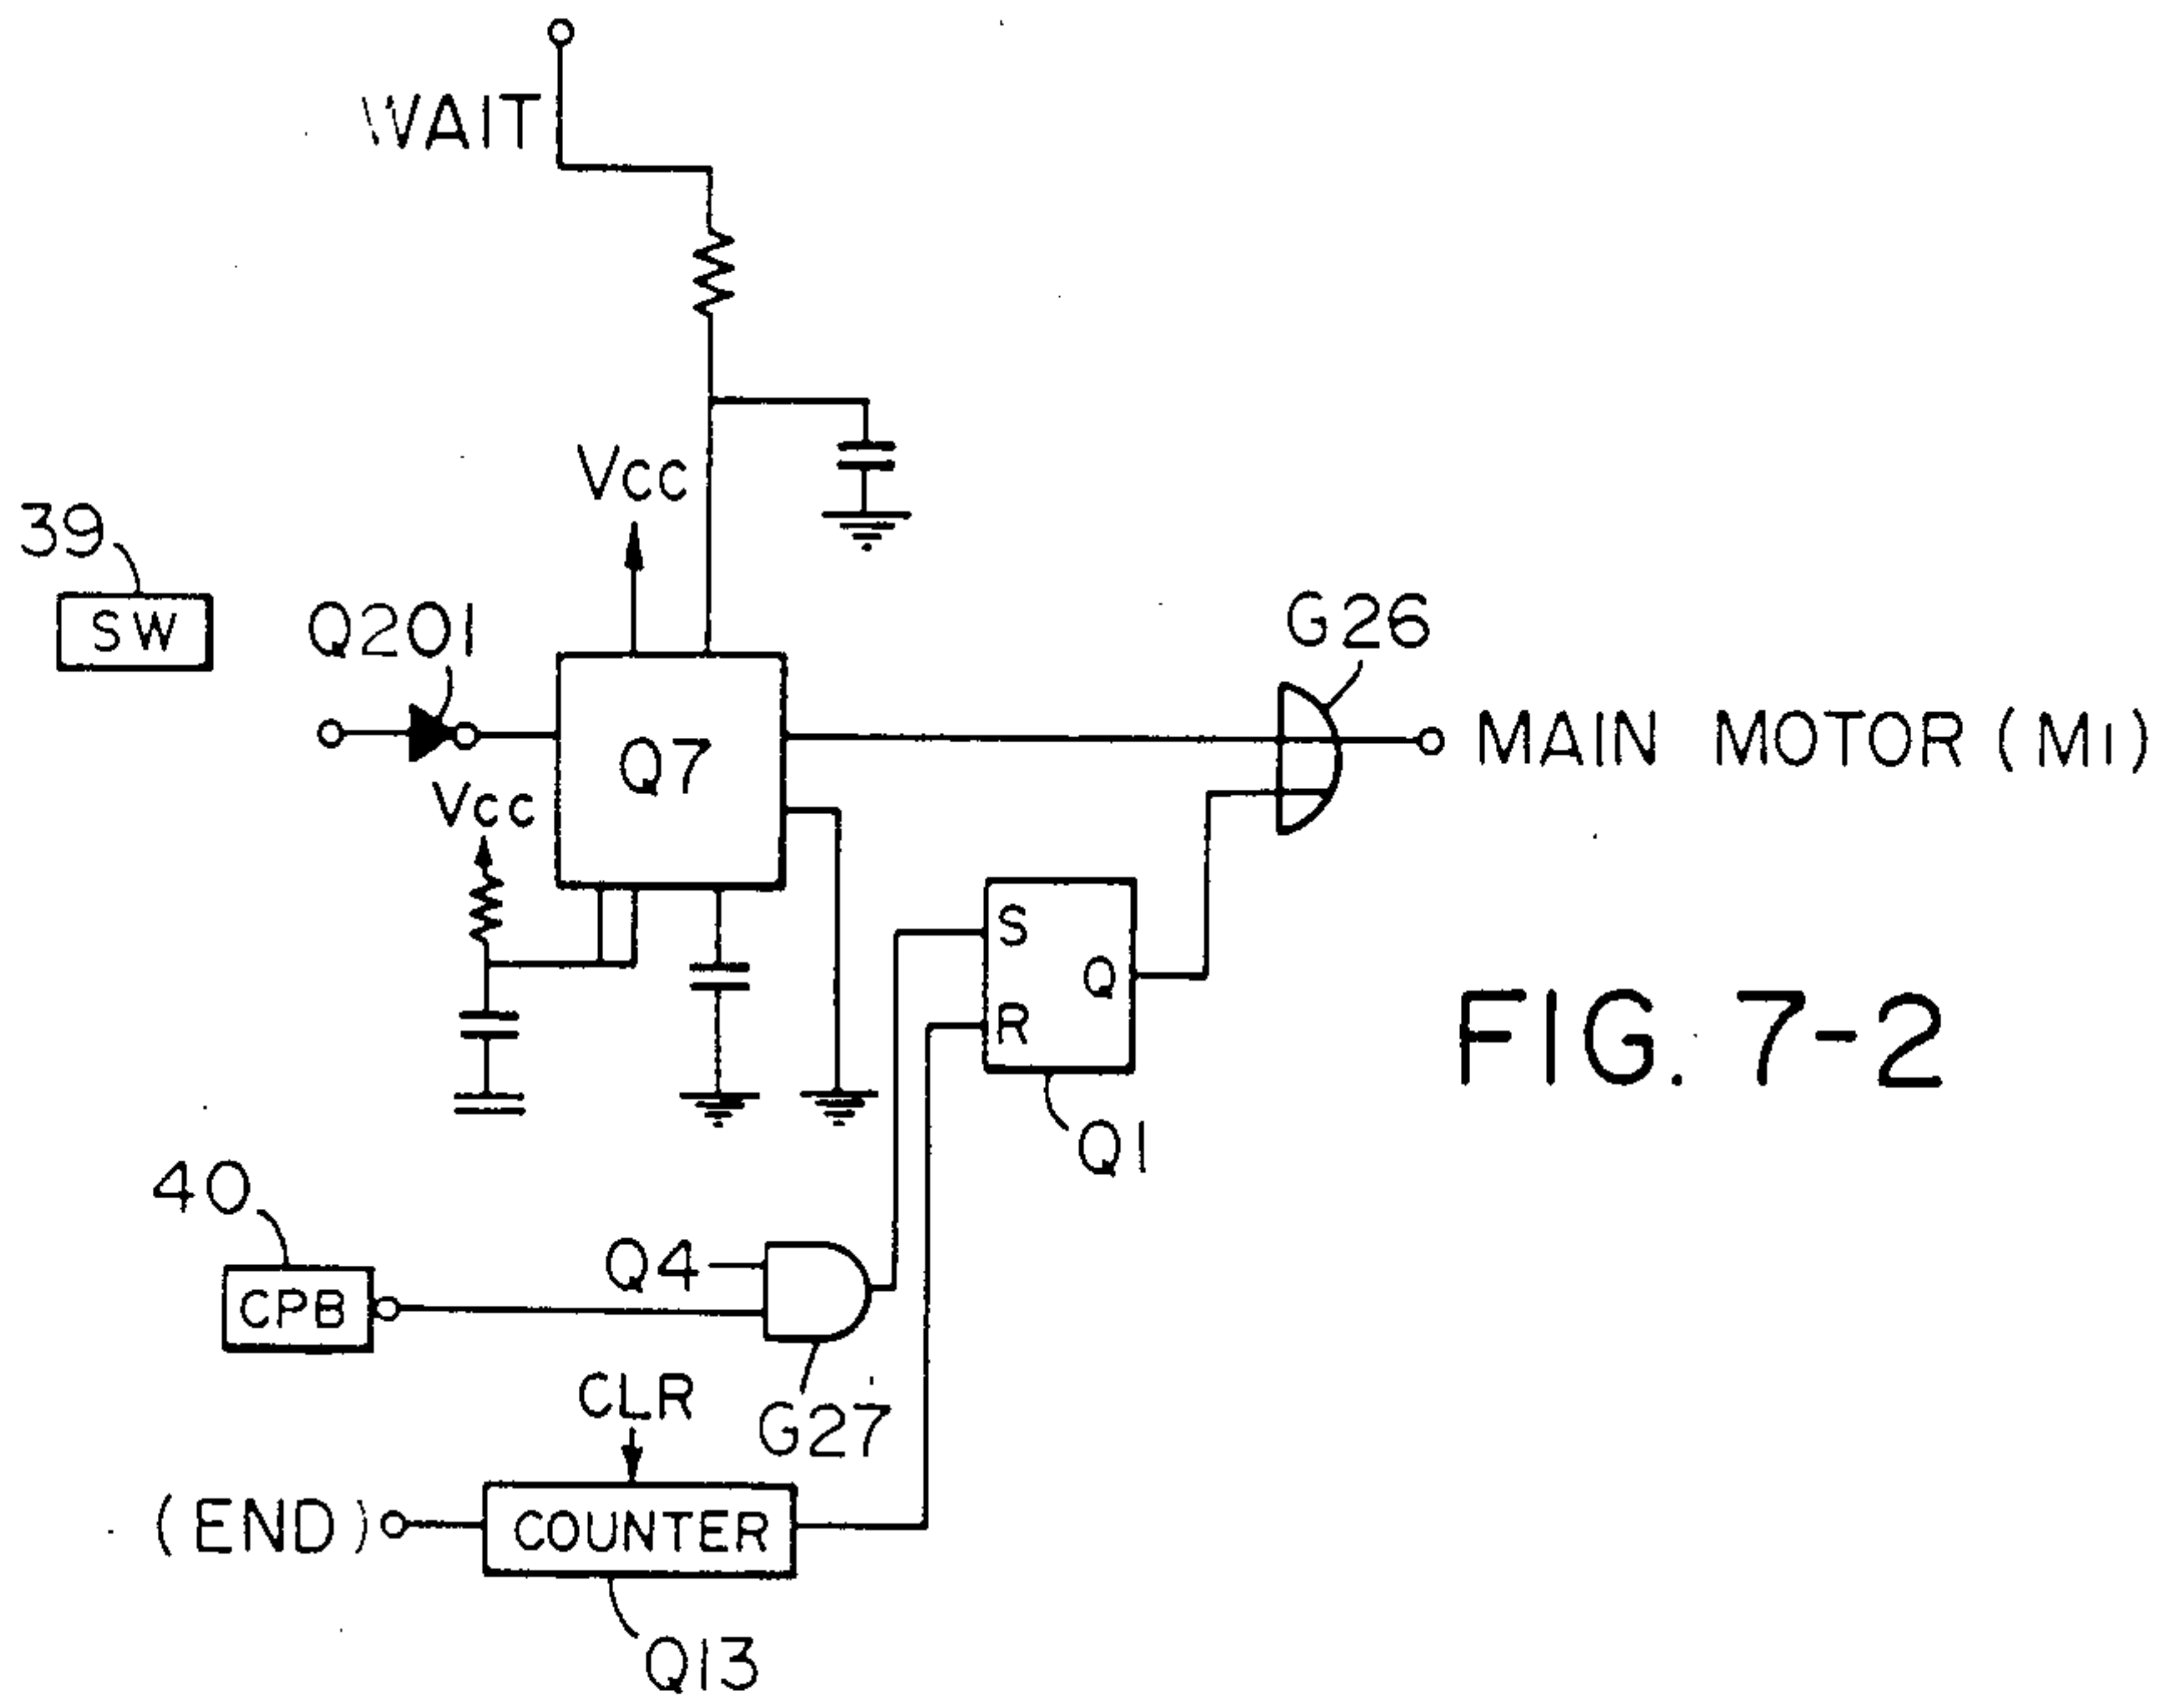 WAIT
Vcc
39
SW
Q201
G26
Q7
MAIN MOTOR (M1)
Vcc
S
Q
R
FIG. 7-2
Q1
40
Q4
CPB
CLR
G27
(END)
COUNTER
Q13